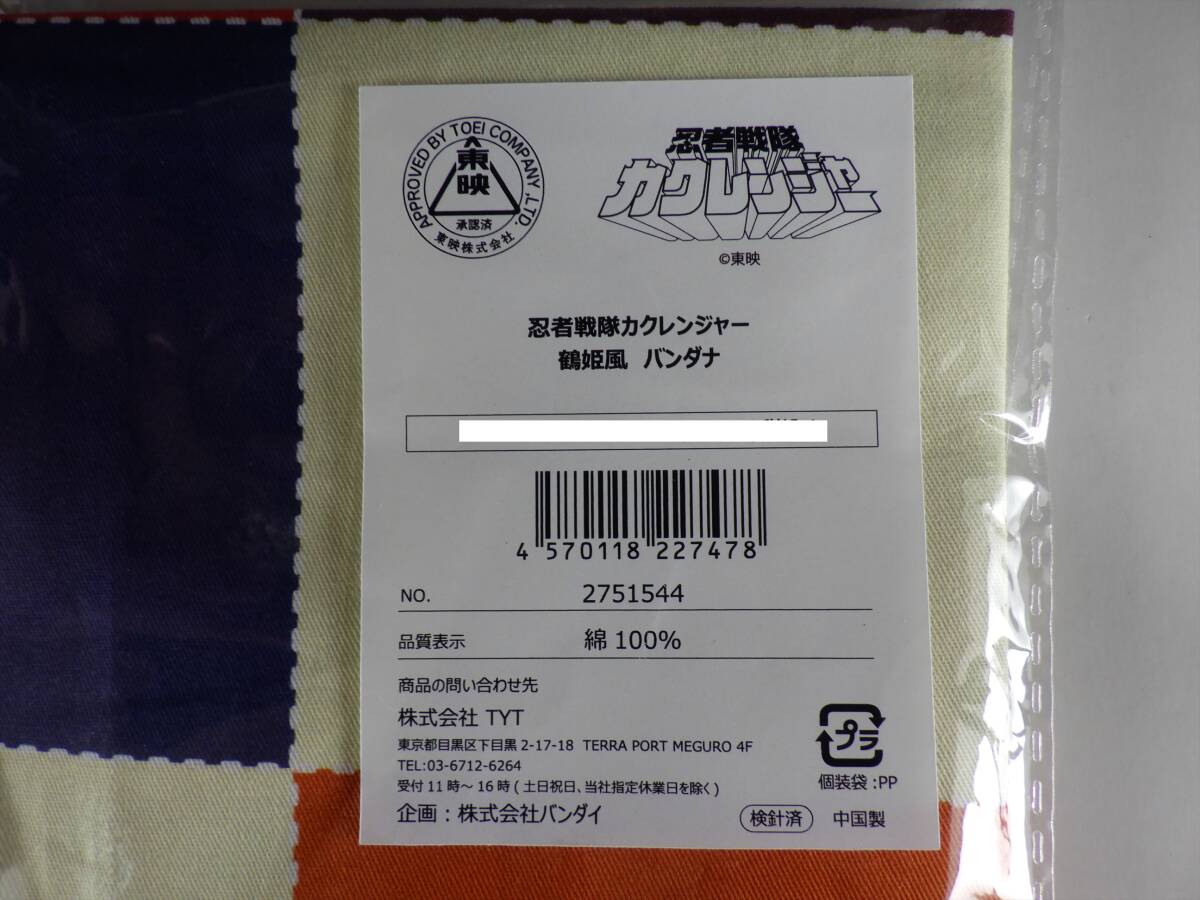 APPROVED BY TOEI COMPANY ,LTD.
東映
承認済
東映株式会社
忍者戦隊
カクレンジャー
©東映
忍者戦隊カクレンジャー
鶴姫風 バンダナ
4 570118 227478
NO. 2751544
品質表示 綿 100%
商品の問い合わせ先
株式会社 TYT
東京都目黒区下目黒 2-17-18 TERRA PORT MEGURO 4F
TEL:03-6712-6264
受付 11 時～ 16 時 ( 土日祝日、当社指定休業日を除く )
企画 : 株式会社バンダイ
プラ
個装袋 :PP
検針済 中国製